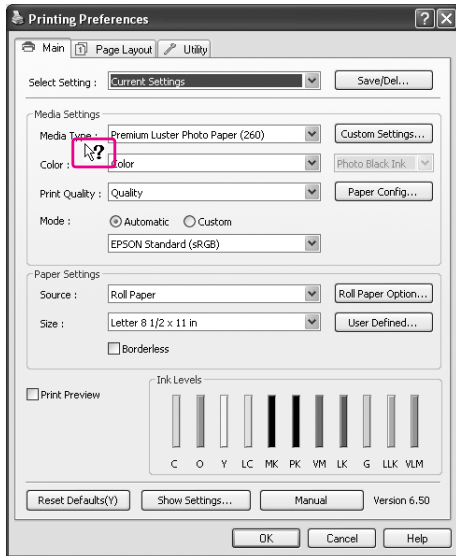 Printing Preferences
Main Page Layout Utility
Select Setting : Current Settings Save/Del...
Media Settings
Media Type : Premium Luster Photo Paper (260) Custom Settings...
Color : Color Photo Black Ink
Print Quality : Quality Paper Config...
Mode : Automatic Custom
EPSON Standard (sRGB)
Paper Settings
Source : Roll Paper Roll Paper Option...
Size : Letter 8 1/2 x 11 in User Defined...
Borderless
Print Preview
Ink Levels
C O Y LC MK PK VM LK G LLK VLM
Reset Defaults(Y) Show Settings... Manual Version 6.50
OK Cancel Help